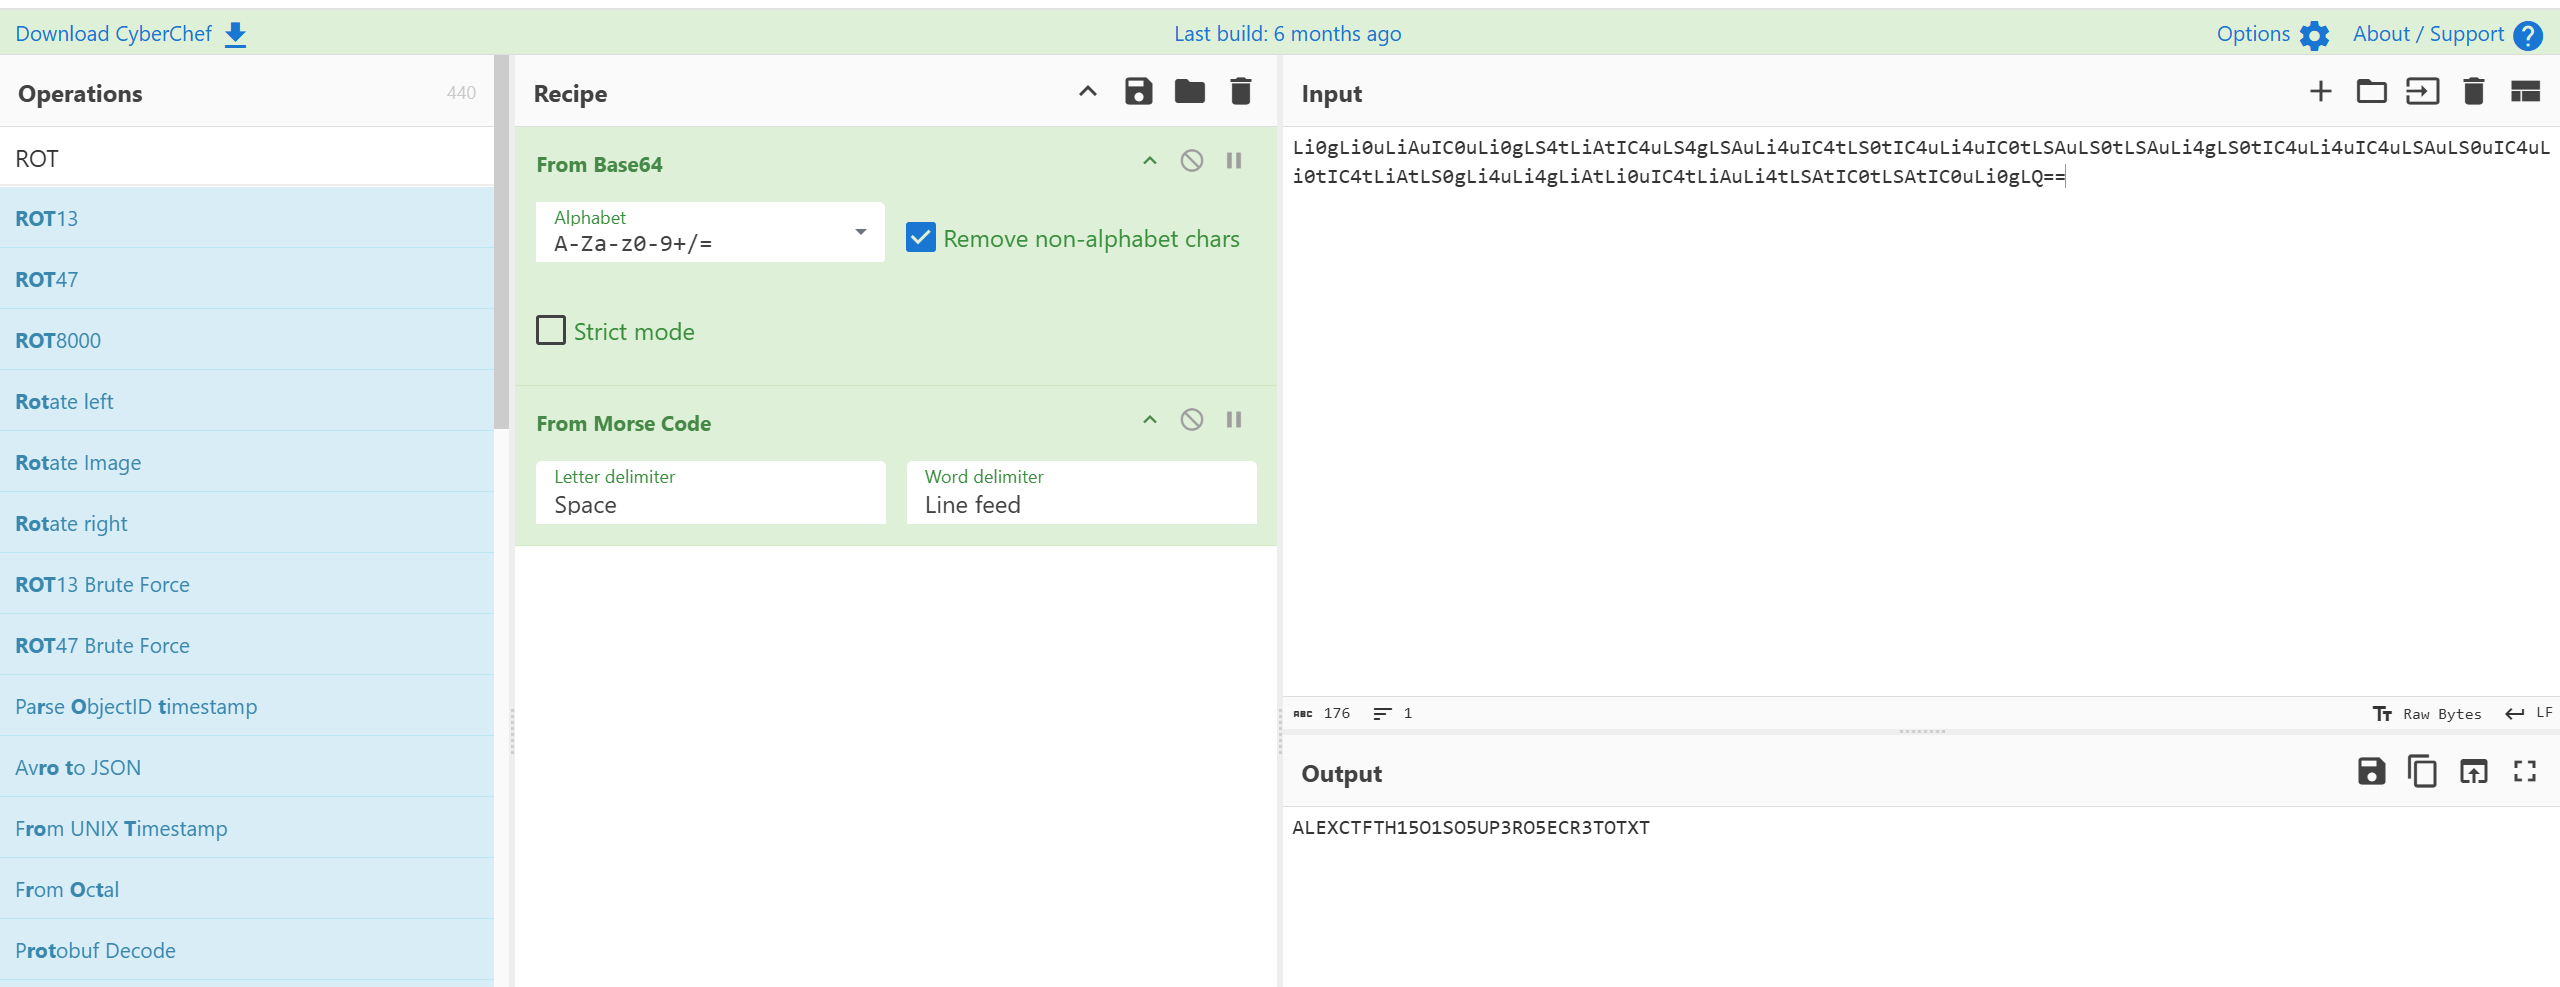 Download CyberChef
Last build: 6 months ago
Options
About / Support
Operations
440
ROT
ROT13
ROT47
ROT8000
Rotate left
Rotate Image
Rotate right
ROT13 Brute Force
ROT47 Brute Force
Parse ObjectID timestamp
Avro to JSON
From UNIX Timestamp
From Octal
Protobuf Decode
Recipe
From Base64
Alphabet
A-Za-z0-9+/=
Remove non-alphabet chars
Strict mode
From Morse Code
Letter delimiter
Space
Word delimiter
Line feed
Input
Li0gLi0uLiAuIC0uLi0gLS4tLiAtIC4uLS4gLSAuLi4uIC4tLS0tIC4uLi4uIC0tLSAuLS0tLSAuLi4gLS0tIC4uLi4uIC4uLSAuLS0uIC4uL
i0tIC4tLiAtLS0gLi4uLi4gLiAtLi0uIC4tLiAuLi4tLSAtIC0tLSAtIC0uLi0gLQ==
ABC 176
1
Raw Bytes
LF
Output
ALEXCTFTH15O1SO5UP3RO5ECR3TOTXT